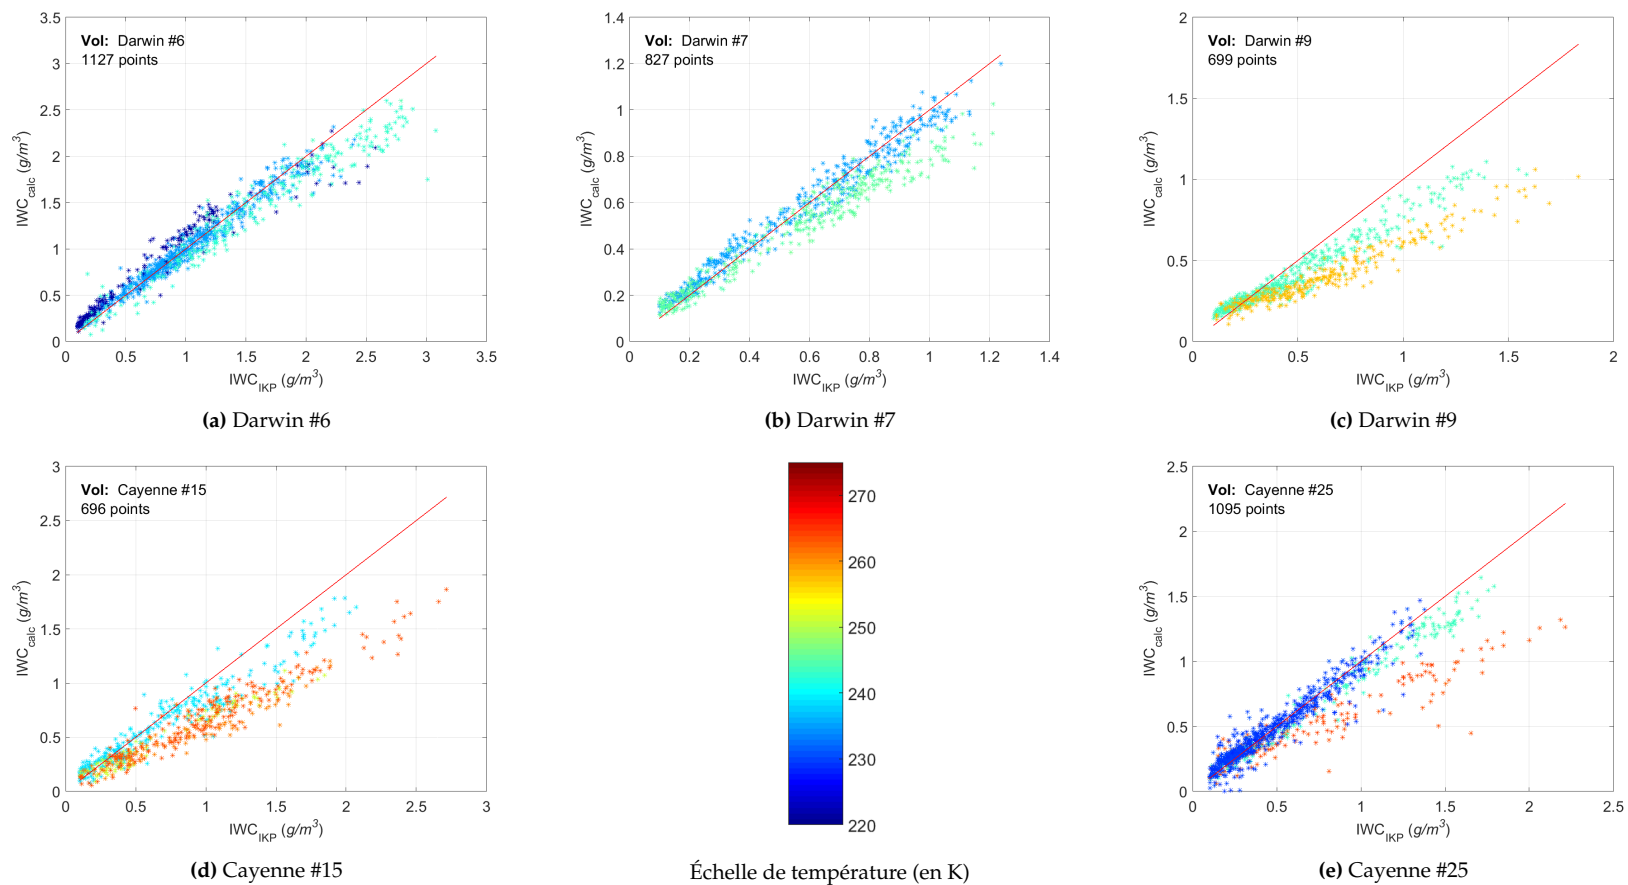 Vol: Darwin #6
1127 points
3.5
3
2.5
2
1.5
1
0.5
0
0 0.5 1 1.5 2 2.5 3 3.5
IWCcalc (g/m3)
IWCIKP (g/m3)
(a) Darwin #6
Vol: Darwin #7
827 points
1.4
1.2
1
0.8
0.6
0.4
0.2
0
0 0.2 0.4 0.6 0.8 1 1.2 1.4
IWCcalc (g/m3)
IWCIKP (g/m3)
(b) Darwin #7
Vol: Darwin #9
699 points
2
1.5
1
0.5
0
0 0.5 1 1.5 2
IWCcalc (g/m3)
IWCIKP (g/m3)
(c) Darwin #9
Vol: Cayenne #15
696 points
3
2.5
2
1.5
1
0.5
0
0 0.5 1 1.5 2 2.5 3
IWCcalc (g/m3)
IWCIKP (g/m3)
(d) Cayenne #15
270
260
250
240
230
220
Échelle de température (en K)
Vol: Cayenne #25
1095 points
2.5
2
1.5
1
0.5
0
0 0.5 1 1.5 2 2.5
IWCcalc (g/m3)
IWCIKP (g/m3)
(e) Cayenne #25